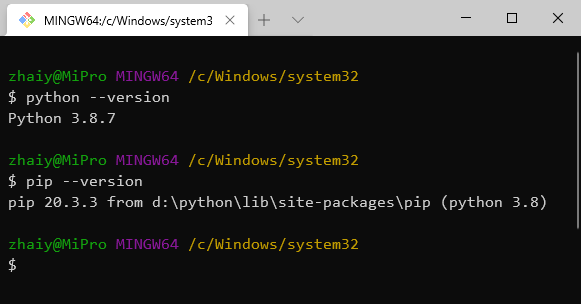 MINGW64:/c/Windows/system3
zhaiy@MiPro MINGW64 /c/Windows/system32
$ python --version
Python 3.8.7
zhaiy@MiPro MINGW64 /c/Windows/system32
$ pip --version
pip 20.3.3 from d:\python\lib\site-packages\pip (python 3.8)
zhaiy@MiPro MINGW64 /c/Windows/system32
$